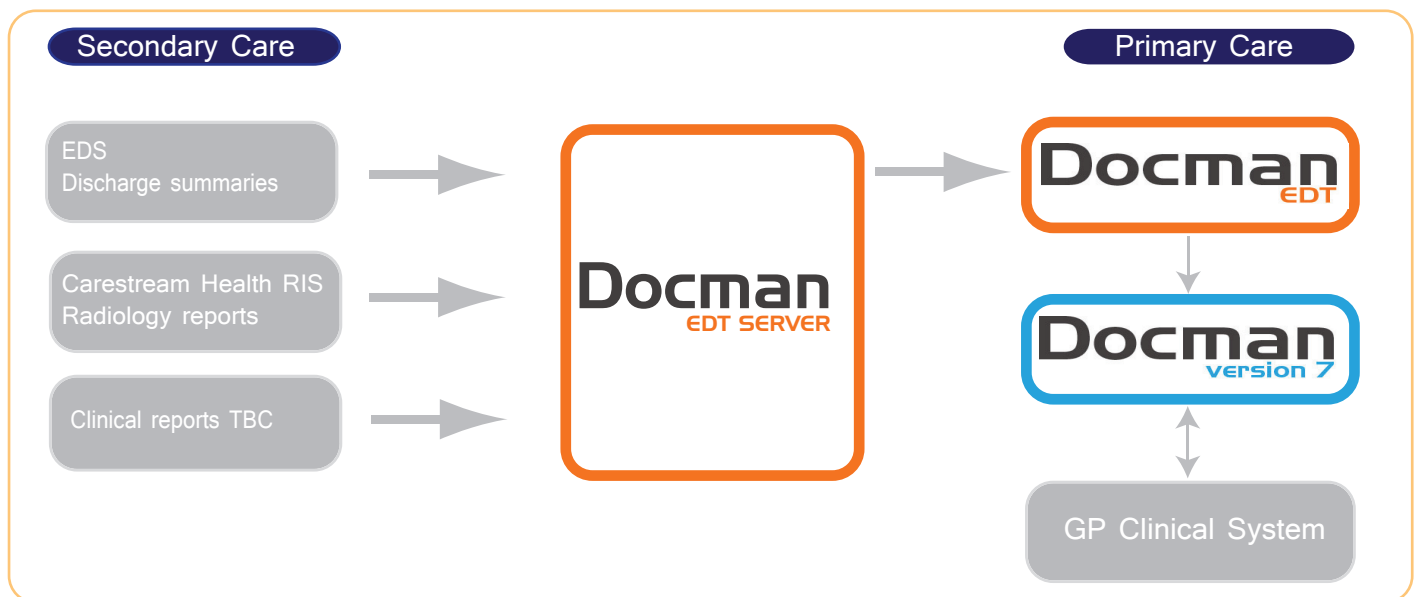 Secondary Care
Primary Care
EDS
Discharge summaries
Carestream Health RIS
Radiology reports
Clinical reports TBC
Docman
EDT SERVER
Docman
EDT
Docman
version 7
GP Clinical System